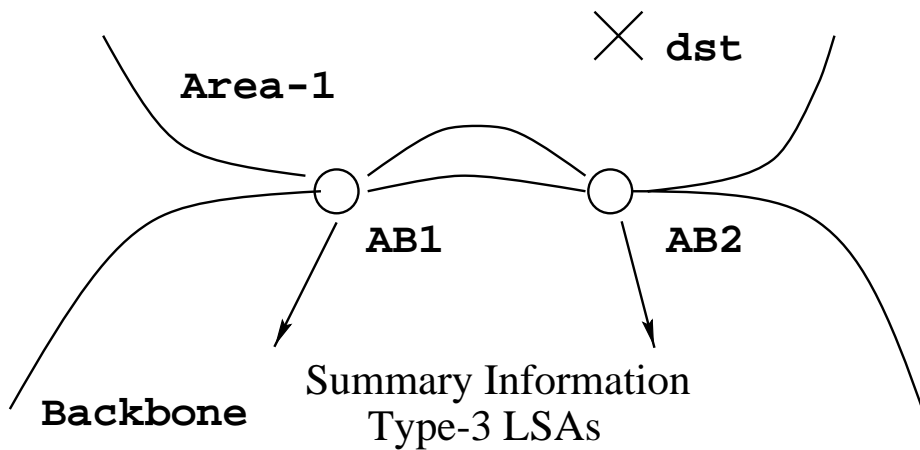 dst
Area-1
AB1
AB2
Summary Information
Type-3 LSAs
Backbone